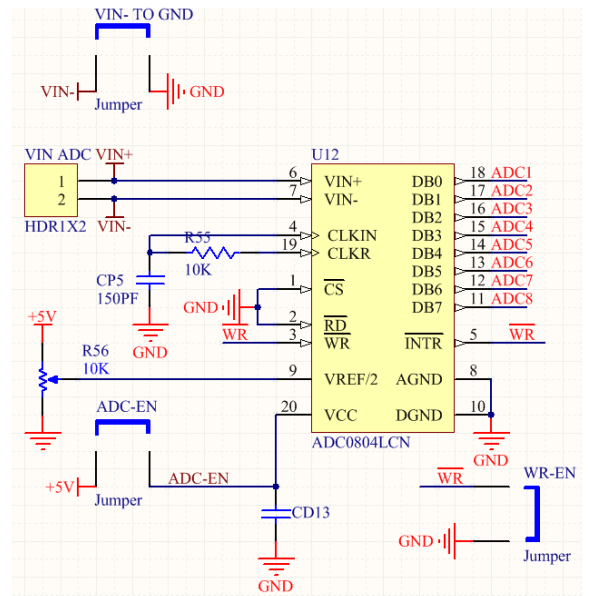 VIN- TO GND
VIN-
GND
Jumper
VIN ADC
VIN+
1
2
HDR1X2
VIN-
U12
6 VIN+
7 VIN-
4 CLKIN
19 CLKR
1 CS
2 RD
3 WR
9 VREF/2
20 VCC
DB0 18 ADC1
DB1 17 ADC2
DB2 16 ADC3
DB3 15 ADC4
DB4 14 ADC5
DB5 13 ADC6
DB6 12 ADC7
DB7 11 ADC8
INTR 5 WR
AGND 8
DGND 10
ADC0804LCN
GND
R55
10K
CP5
150PF
GND
GND
WR
+5V
R56
10K
ADC-EN
+5V
Jumper
ADC-EN
CD13
GND
WR
WR-EN
GND
Jumper